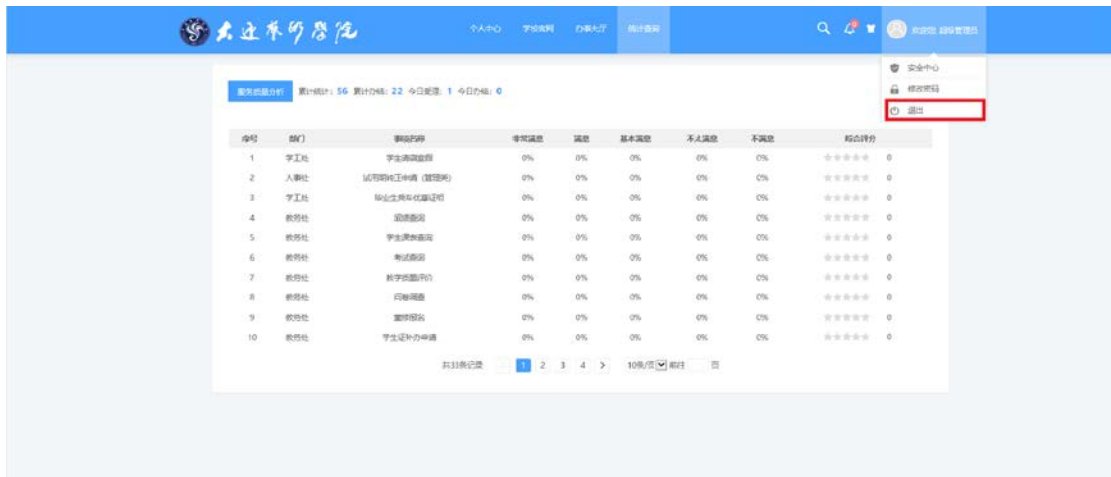 大连艺术学院
个人中心 学校官网 办事大厅 统计查询
欢迎您 超级管理员
安全中心
修改密码
退出
服务质量分析 累计统计: 56 累计办结: 22 今日受理: 1 今日办结: 0
序号 部门 事项名称 非常满意 满意 基本满意 不太满意 不满意 综合评分
1 学工处 学生请销假 0% 0% 0% 0% 0% 0
2 人事处 试用期转正申请 (管理类) 0% 0% 0% 0% 0% 0
3 学工处 毕业生乘车优惠证明 0% 0% 0% 0% 0% 0
4 教务处 成绩查询 0% 0% 0% 0% 0% 0
5 教务处 学生课表查询 0% 0% 0% 0% 0% 0
6 教务处 考试查询 0% 0% 0% 0% 0% 0
7 教务处 教学质量评价 0% 0% 0% 0% 0% 0
8 教务处 问卷调查 0% 0% 0% 0% 0% 0
9 教务处 重修报名 0% 0% 0% 0% 0% 0
10 教务处 学生证补办申请 0% 0% 0% 0% 0% 0
共33条记录 1 2 3 4 > 10条/页 前往 页